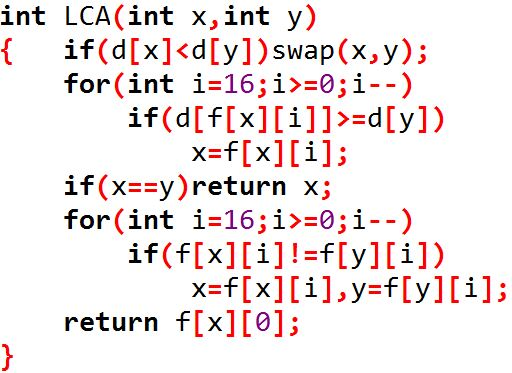 int LCA(int x,int y)
{   if(d[x]<d[y])swap(x,y);
    for(int i=16;i>=0;i--)
        if(d[f[x][i]]>=d[y])
            x=f[x][i];
    if(x==y)return x;
    for(int i=16;i>=0;i--)
        if(f[x][i]!=f[y][i])
            x=f[x][i],y=f[y][i];
    return f[x][0];
}